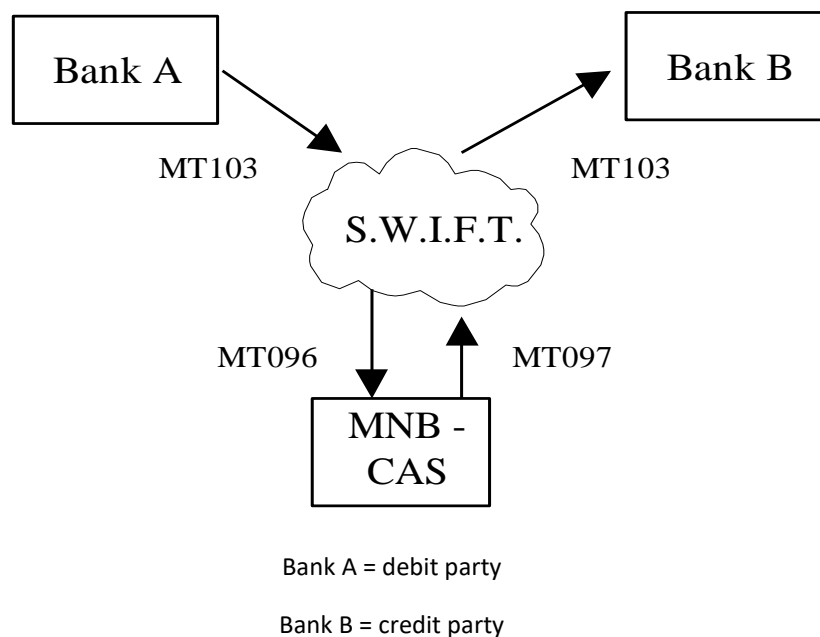 Bank A
Bank B
MT103
MT103
S.W.I.F.T.
MT096
MT097
MNB -
CAS
Bank A = debit party
Bank B = credit party